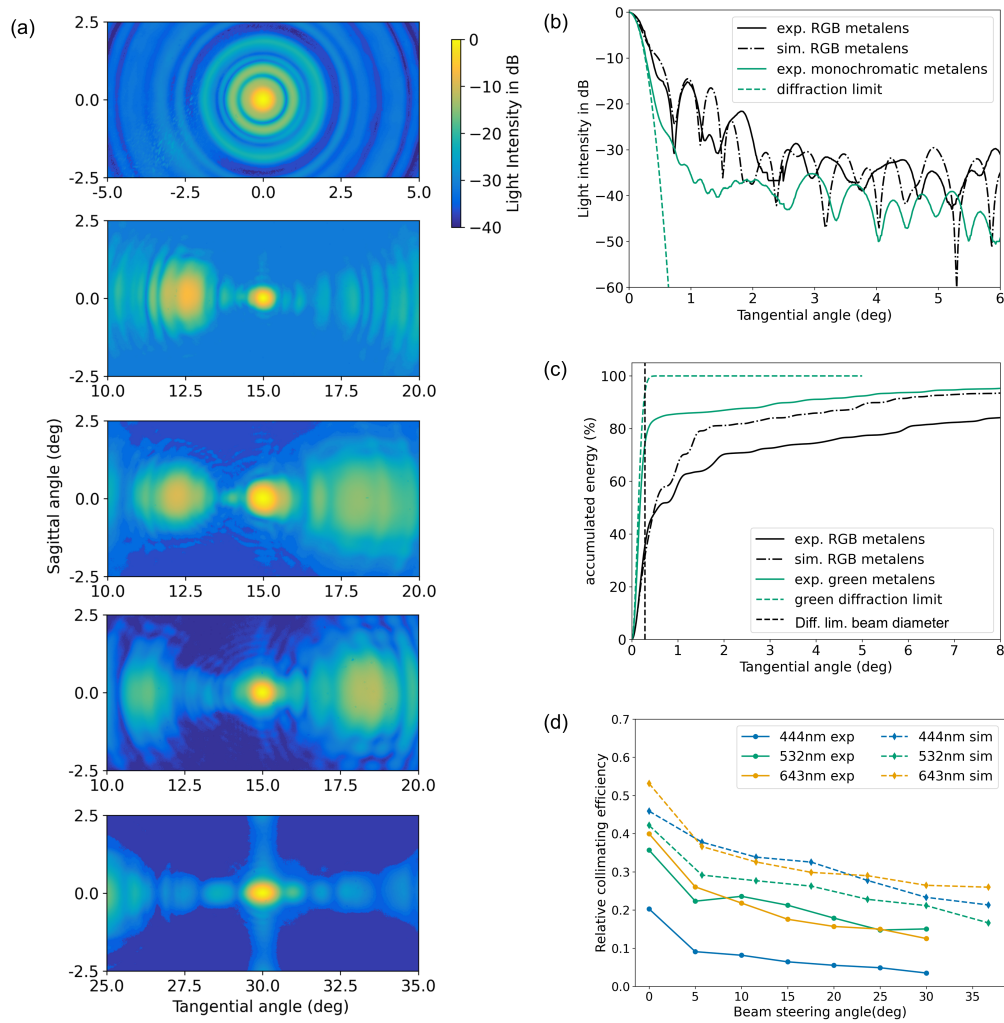 (a)
2.5
0.0
-2.5
-5.0 -2.5 0.0 2.5 5.0
0
−10
−20
−30
−40
Light Intensity in dB
2.5
0.0
-2.5
10.0 12.5 15.0 17.5 20.0
2.5
0.0
-2.5
10.0 12.5 15.0 17.5 20.0
2.5
0.0
-2.5
10.0 12.5 15.0 17.5 20.0
2.5
0.0
-2.5
25.0 27.5 30.0 32.5 35.0
Sagittal angle (deg)
Tangential angle (deg)
(b)
0
−10
−20
−30
−40
−50
−60
Light intensity in dB
exp. RGB metalens
sim. RGB metalens
exp. monochromatic metalens
diffraction limit
0 1 2 3 4 5 6
Tangential angle (deg)
(c)
100
80
60
40
20
0
accumulated energy (%)
exp. RGB metalens
sim. RGB metalens
exp. green metalens
green diffraction limit
Diff. lim. beam diameter
0 1 2 3 4 5 6 7 8
Tangential angle (deg)
(d)
0.7
0.6
0.5
0.4
0.3
0.2
0.1
0.0
Relative collimating efficiency
444nm exp 444nm sim
532nm exp 532nm sim
643nm exp 643nm sim
0 5 10 15 20 25 30 35
Beam steering angle(deg)